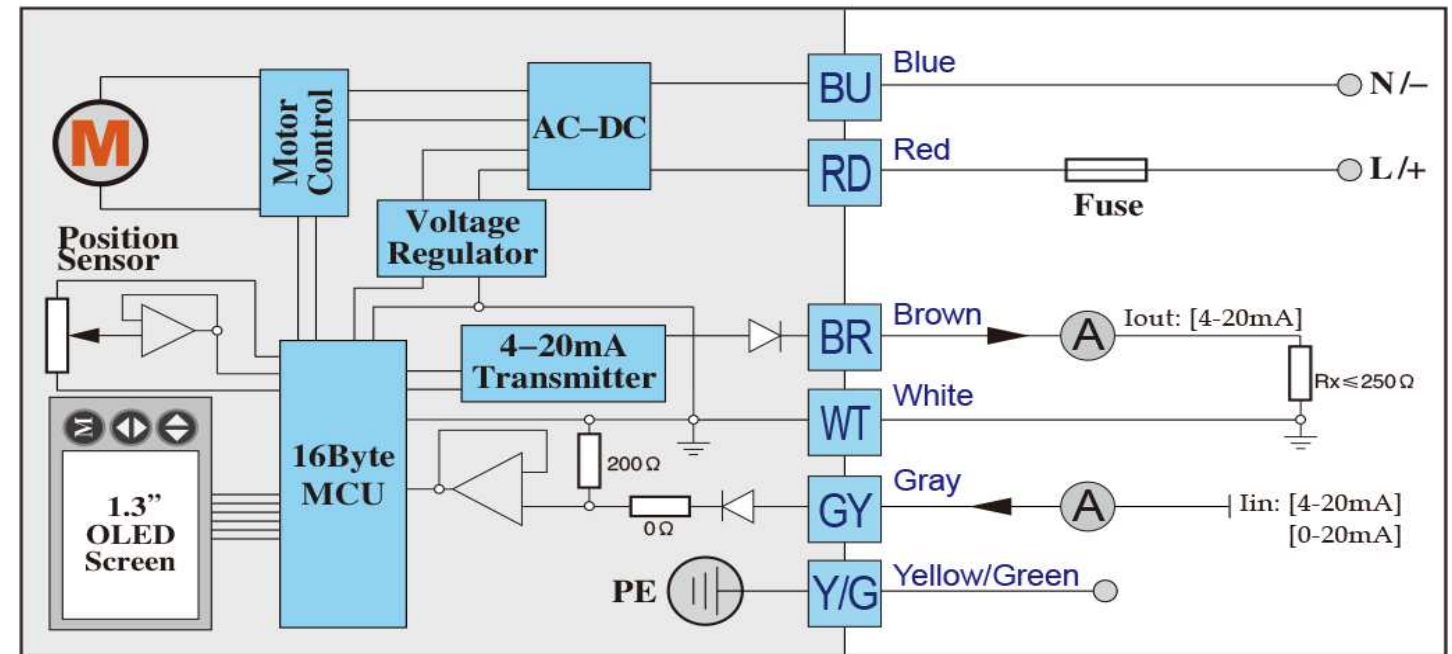 M
Motor
Control
AC–DC
BU
Blue
N/–
RD
Red
Fuse
L/+
Voltage
Regulator
Position
Sensor
4–20mA
Transmitter
BR
Brown
A
Iout: [4-20mA]
Rx≤250Ω
WT
White
M
1.3”
OLED
Screen
16Byte
MCU
200Ω
0Ω
GY
Gray
A
Iin: [4-20mA]
[0-20mA]
PE
Y/G
Yellow/Green